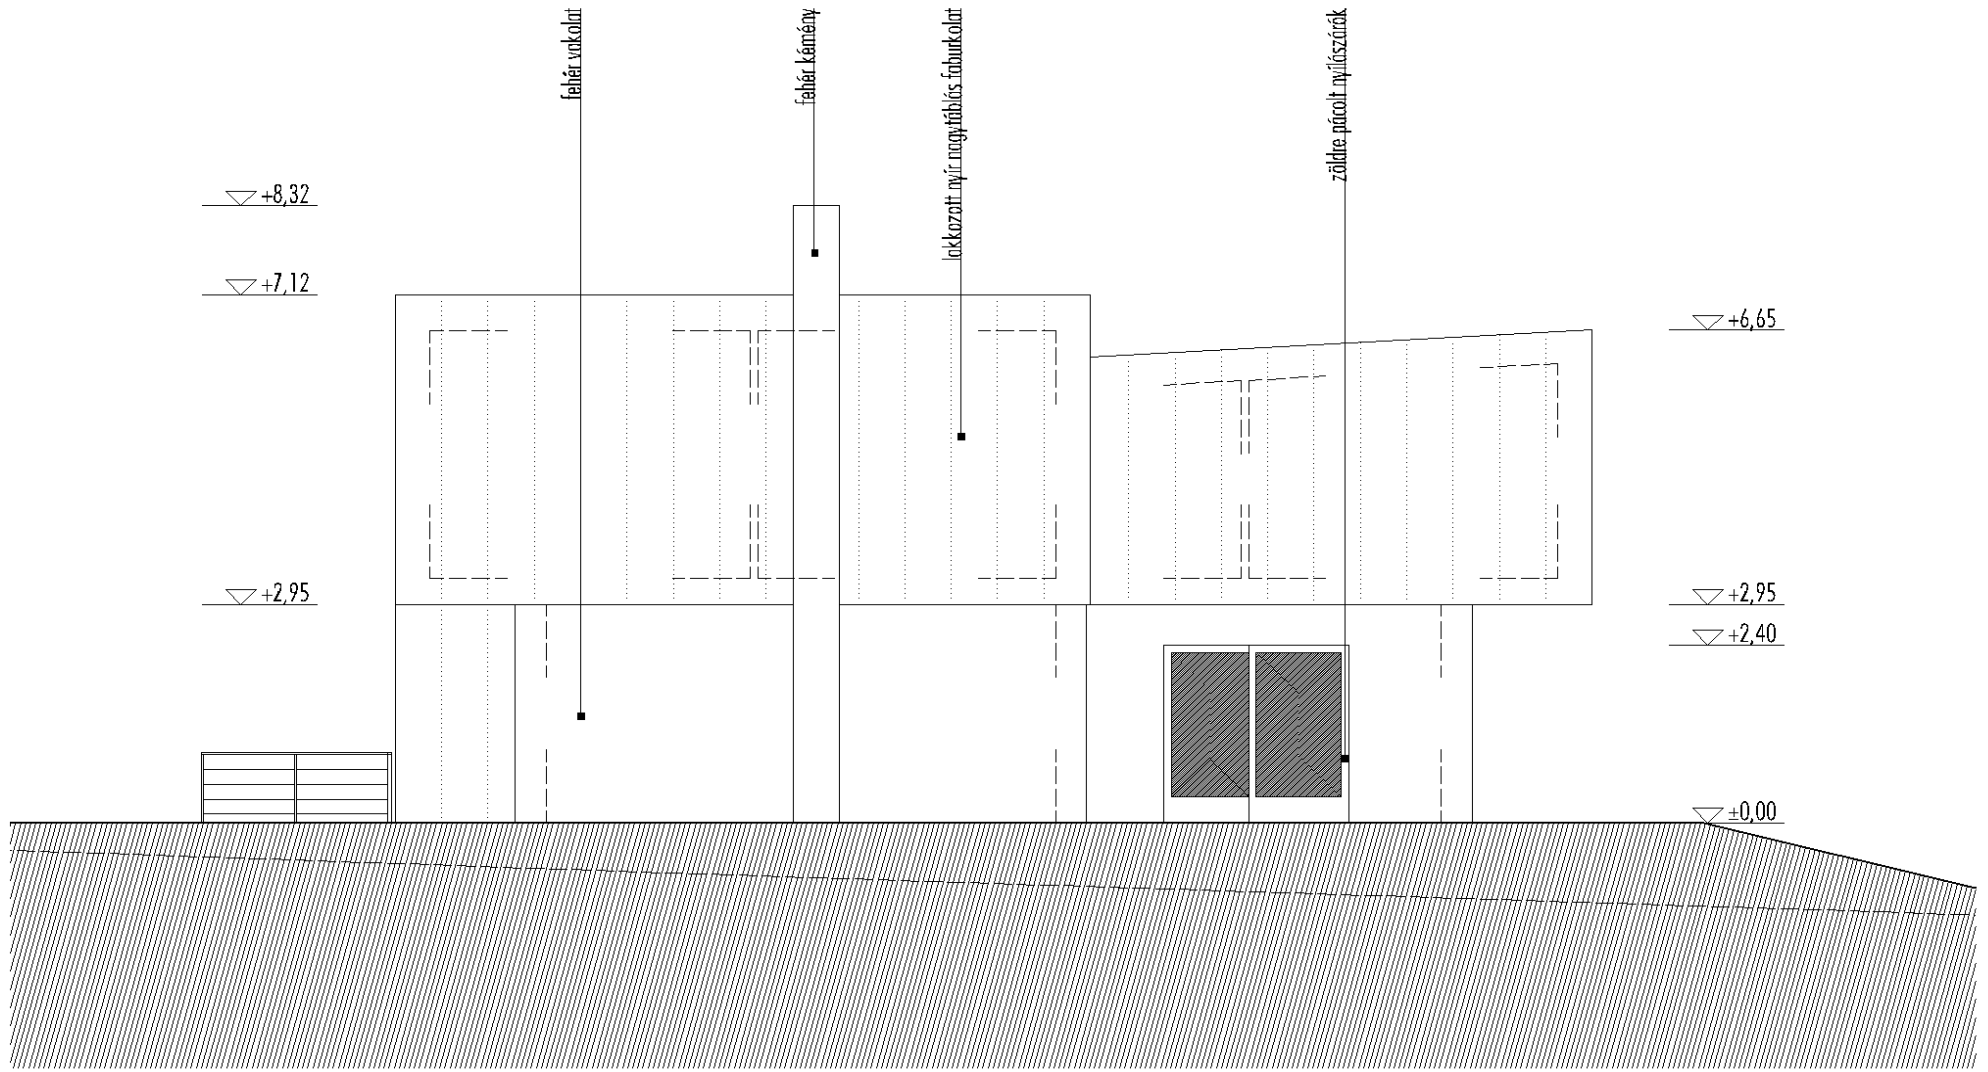 fehér vakolat
fehér kémény
lakkozott nyír nagytáblás faburkolat
zöldre pácolt nyílászárók
+8,32
+7,12
+6,65
+2,95
+2,95
+2,40
±0,00